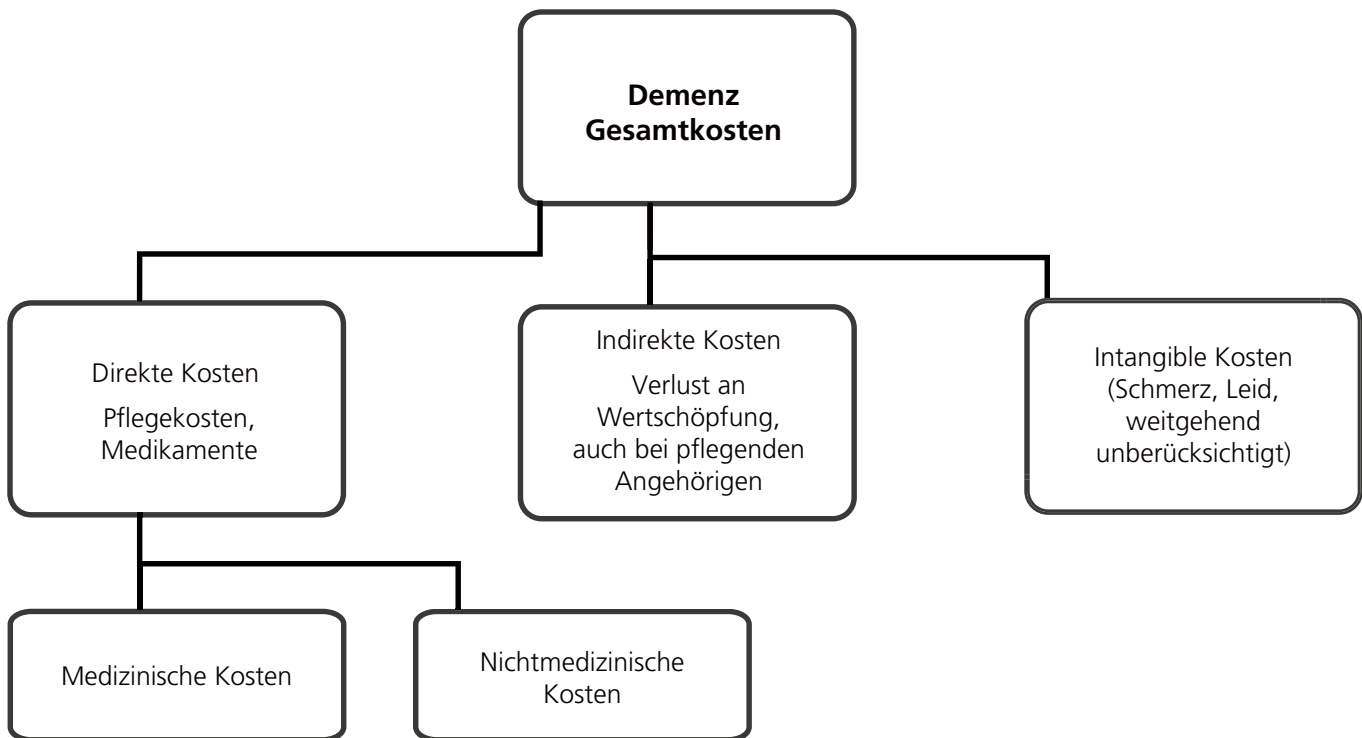 Demenz
Gesamtkosten
Direkte Kosten
Pflegekosten,
Medikamente
Indirekte Kosten
Verlust an
Wertschöpfung,
auch bei pflegenden
Angehörigen
Intangible Kosten
(Schmerz, Leid,
weitgehend
unberücksichtigt)
Medizinische Kosten
Nichtmedizinische
Kosten